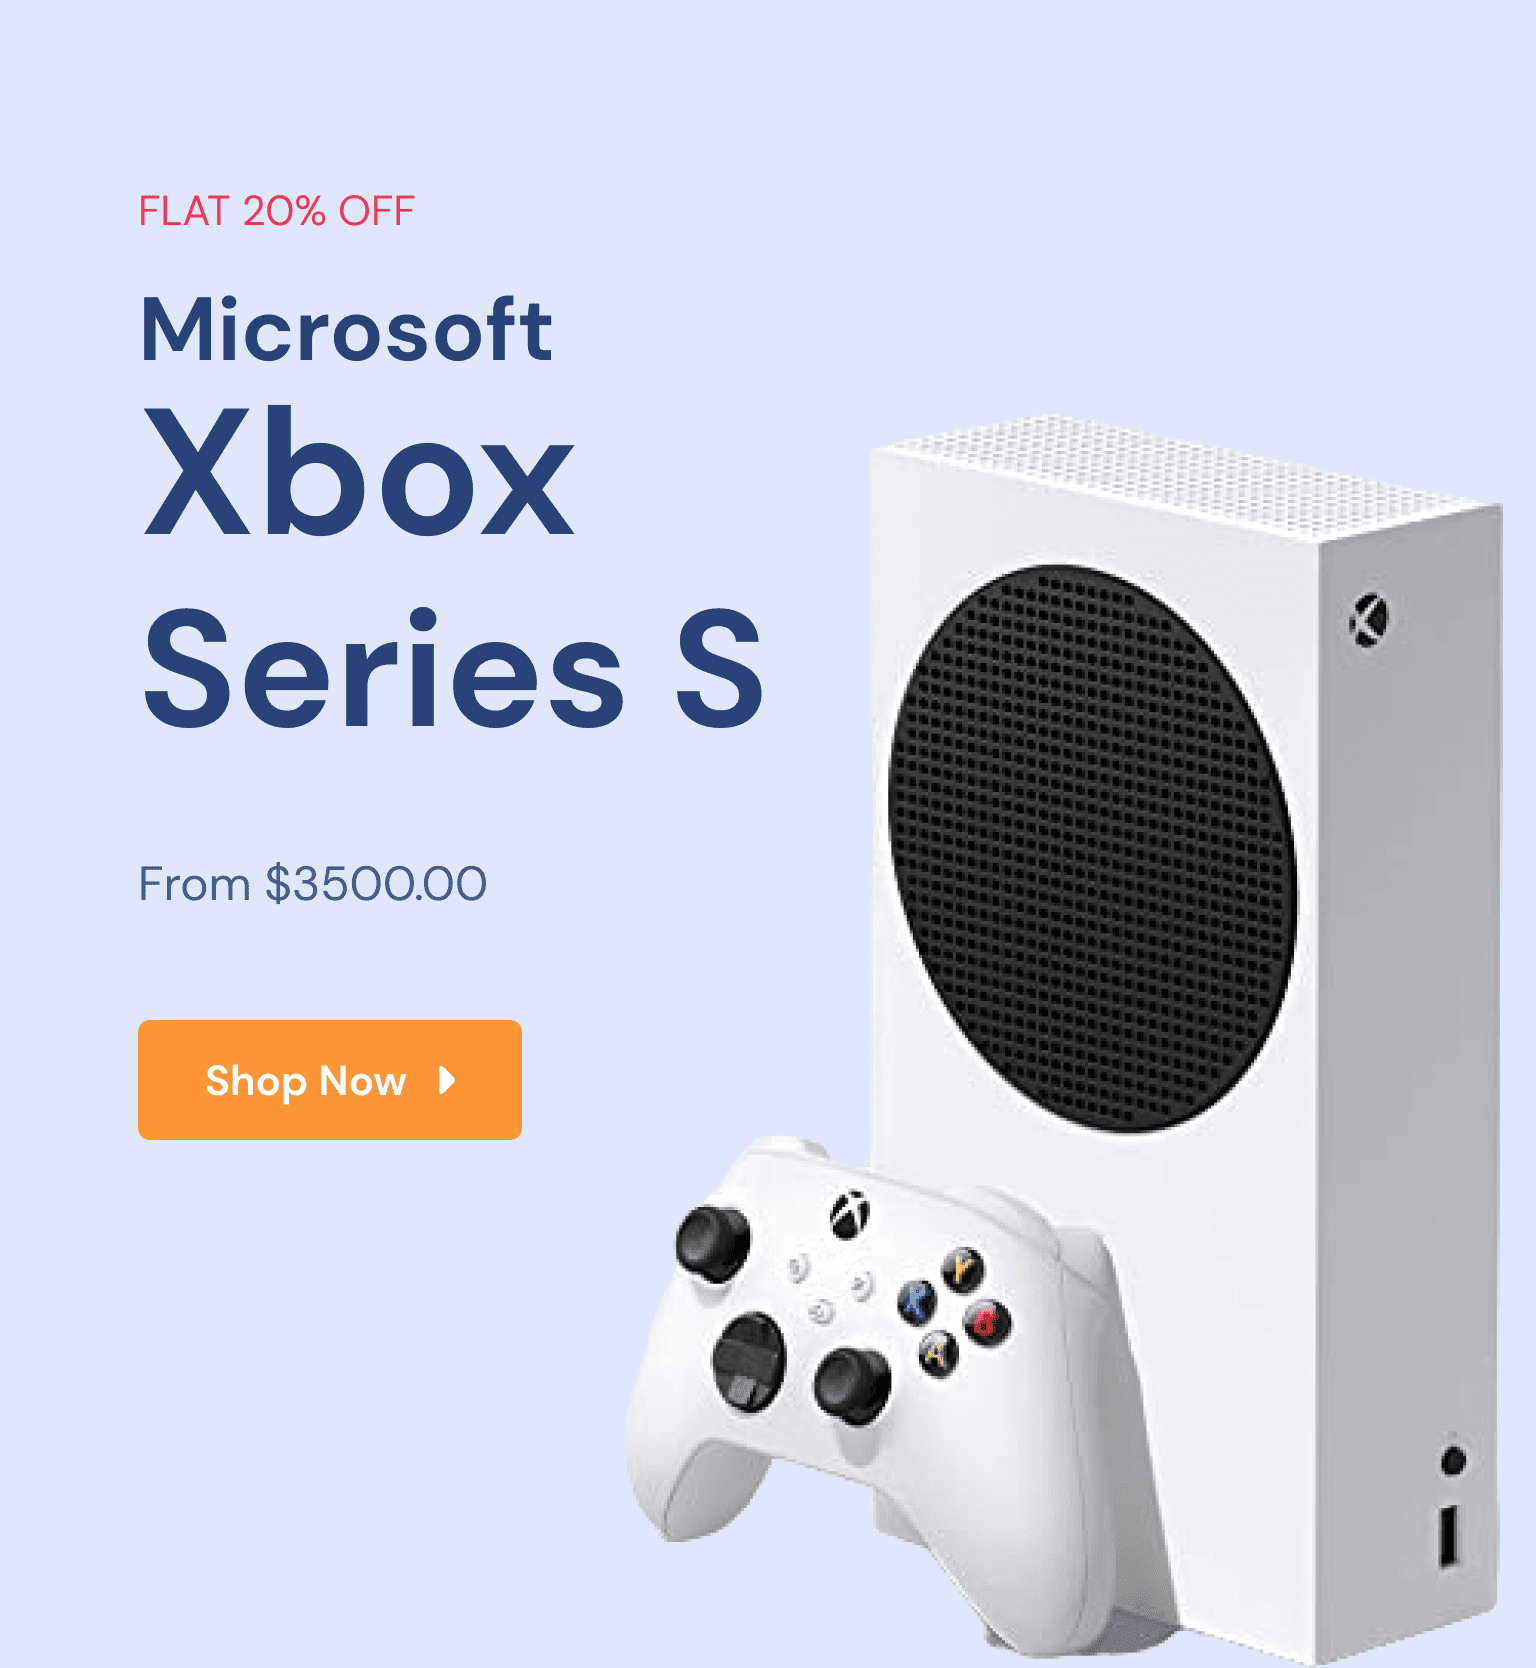 FLAT 20% OFF
Microsoft
Xbox
Series S
From $3500.00
Shop Now
Y
X
B
A